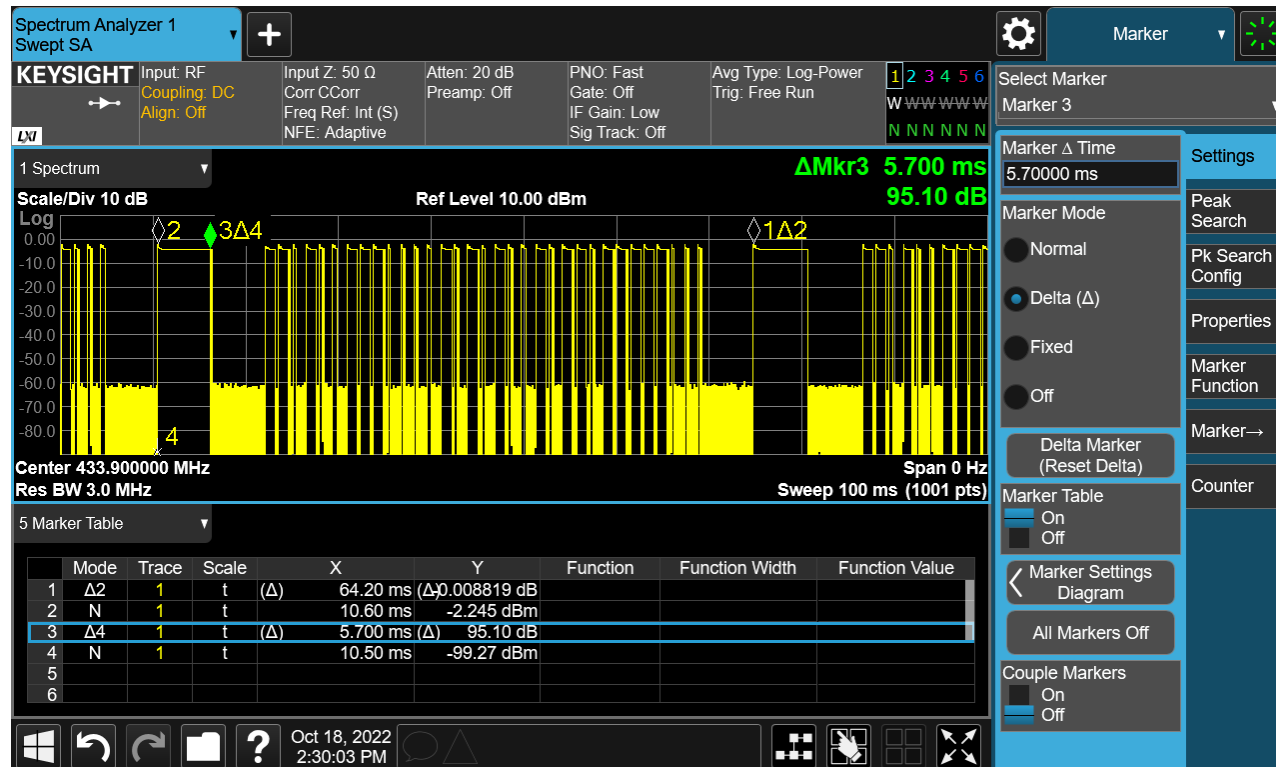 Spectrum Analyzer 1
Swept SA
Marker
KEYSIGHT
LXI
Input: RF
Coupling: DC
Align: Off
Input Z: 50 Ω
Corr CCorr
Freq Ref: Int (S)
NFE: Adaptive
Atten: 20 dB
Preamp: Off
PNO: Fast
Gate: Off
IF Gain: Low
Sig Track: Off
Avg Type: Log-Power
Trig: Free Run
1 2 3 4 5 6
W W W W W W
N N N N N N
Select Marker
Marker 3
1 Spectrum
ΔMkr3 5.700 ms
95.10 dB
Scale/Div 10 dB
Ref Level 10.00 dBm
Log
0.00
-10.0
-20.0
-30.0
-40.0
-50.0
-60.0
-70.0
-80.0
2
3Δ4
1Δ2
4
Center 433.900000 MHz
Span 0 Hz
Res BW 3.0 MHz
Sweep 100 ms (1001 pts)
5 Marker Table
Mode Trace Scale X Y Function Function Width Function Value
1 Δ2 1 t (Δ) 64.20 ms (Δ) -0.008819 dB
2 N 1 t 10.60 ms -2.245 dBm
3 Δ4 1 t (Δ) 5.700 ms (Δ) 95.10 dB
4 N 1 t 10.50 ms -99.27 dBm
5
6
Marker Δ Time
5.70000 ms
Marker Mode
Normal
Delta (Δ)
Fixed
Off
Delta Marker
(Reset Delta)
Marker Table
On
Off
Marker Settings
Diagram
All Markers Off
Couple Markers
On
Off
Settings
Peak
Search
Pk Search
Config
Properties
Marker
Function
Marker→
Counter
?
Oct 18, 2022
2:30:03 PM